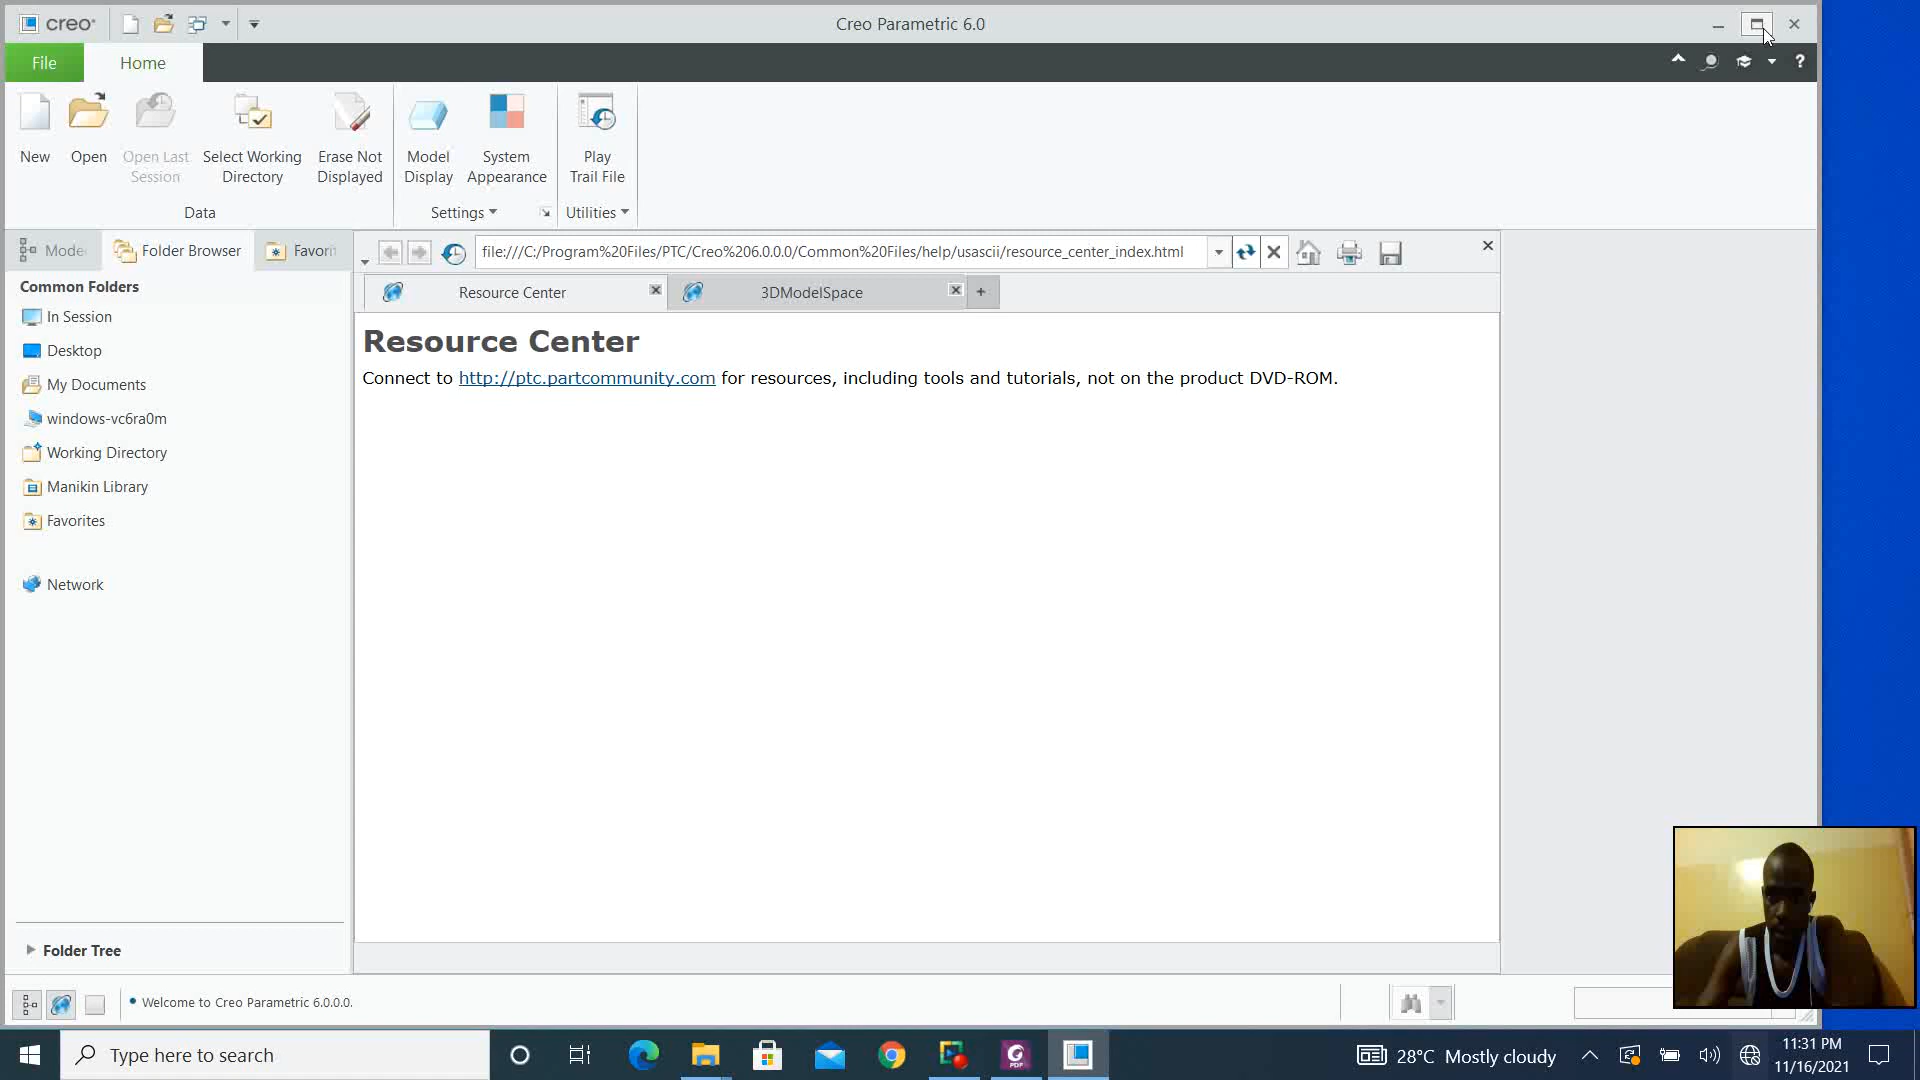 creo
Creo Parametric 6.0
File
Home
?
New
Open
Open Last
Session
Select Working
Directory
Erase Not
Displayed
Model
Display
System
Appearance
Play
Trail File
Data
Settings
Utilities
Mode
Folder Browser
Favori
file:///C:/Program%20Files/PTC/Creo%206.0.0.0/Common%20Files/help/usascii/resource_center_index.html
Resource Center
3DModelSpace
+
Common Folders
In Session
Desktop
My Documents
windows-vc6ra0m
Working Directory
Manikin Library
Favorites
Network
Resource Center
Connect to http://ptc.partcommunity.com for resources, including tools and tutorials, not on the product DVD-ROM.
Folder Tree
Welcome to Creo Parametric 6.0.0.0.
Type here to search
PDF
28°C Mostly cloudy
11:31 PM
11/16/2021